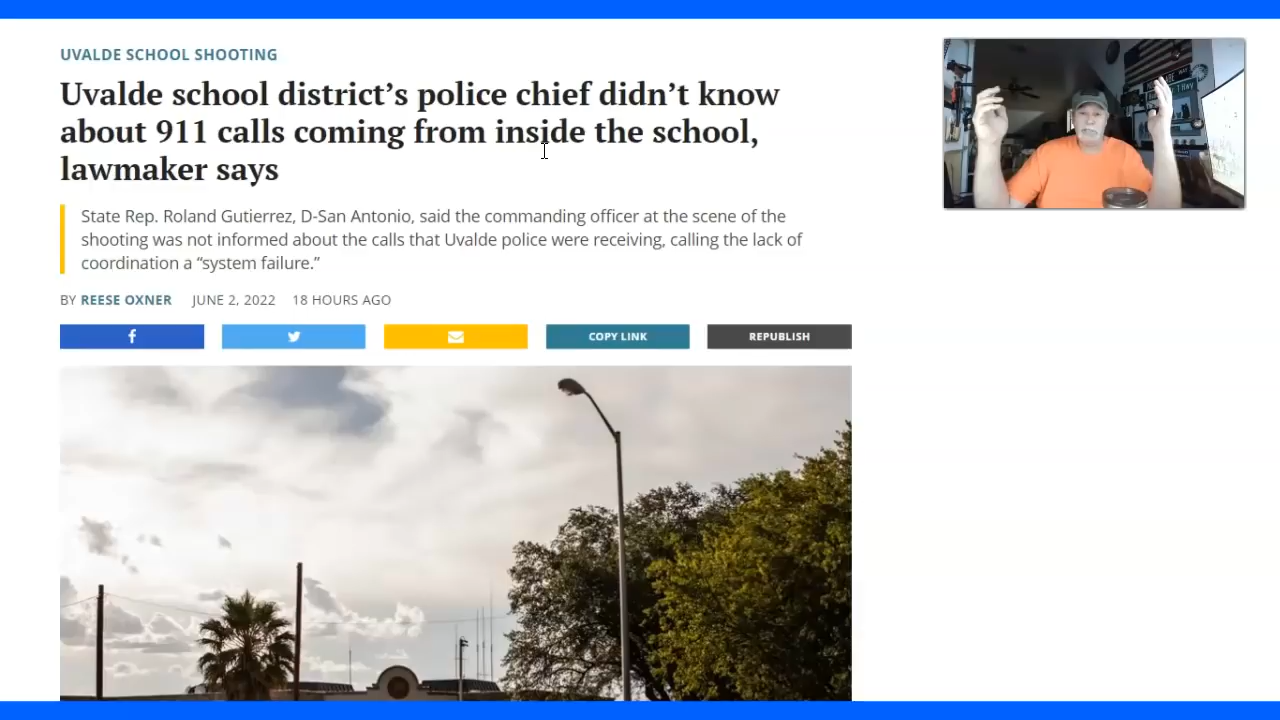 UVALDE SCHOOL SHOOTING
Uvalde school district’s police chief didn’t know
about 911 calls coming from inside the school,
lawmaker says
State Rep. Roland Gutierrez, D-San Antonio, said the commanding officer at the scene of the
shooting was not informed about the calls that Uvalde police were receiving, calling the lack of
coordination a “system failure.”
BY REESE OXNER JUNE 2, 2022 18 HOURS AGO
COPY LINK
REPUBLISH